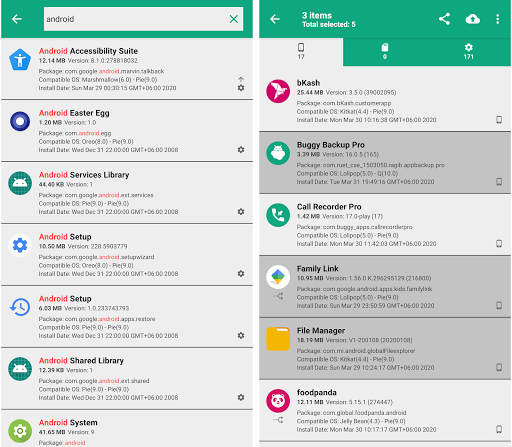 android
Android Accessibility Suite
12.14 MB Version: 8.1.0.278818032
Package: com.google.android.marvin.talkback
Compatible OS: Marshmallow(6.0) - Pie(9.0)
Install Date: Sun Mar 29 00:30:15 GMT+06:00 2020
Android Easter Egg
1.20 MB Version: 1.0
Package: com.android.egg
Compatible OS: Oreo(8.0) - Pie(9.0)
Install Date: Wed Dec 31 22:00:00 GMT+06:00 2008
Android Services Library
44.40 KB Version: 1
Package: com.google.android.ext.services
Compatible OS: Pie(9.0) - Pie(9.0)
Install Date: Wed Dec 31 22:00:00 GMT+06:00 2008
Android Setup
10.50 MB Version: 228.5903779
Package: com.google.android.setupwizard
Compatible OS: Oreo(8.0) - Pie(9.0)
Install Date: Wed Dec 31 22:00:00 GMT+06:00 2008
Android Setup
6.03 MB Version: 1.0.233743793
Package: com.google.android.apps.restore
Compatible OS: Pie(9.0) - Pie(9.0)
Install Date: Wed Dec 31 22:00:00 GMT+06:00 2008
Android Shared Library
12.39 KB Version: 1
Package: com.google.android.ext.shared
Compatible OS: Pie(9.0) - Pie(9.0)
Install Date: Wed Dec 31 22:00:00 GMT+06:00 2008
Android System
41.65 MB Version: 9
Package: android
3 items
Total selected: 5
17
0
171
bKash
25.44 MB Version: 3.5.0 (39002095)
Package: com.bKash.customerapp
Compatible OS: Kitkat(4.4) - Pie(9.0)
Install Date: Mon Mar 30 10:16:38 GMT+06:00 2020
Buggy Backup Pro
3.39 MB Version: 16.0.5 (165)
Package: com.ruet_cse_1503050.ragib.appbackup.pro
Compatible OS: Lolipop(5.0) - Q(10.0)
Install Date: Tue Mar 31 19:49:16 GMT+06:00 2020
Call Recorder Pro
1.42 MB Version: 17.0-play (17)
Package: com.buggy_apps.callrecorderpro
Compatible OS: Lolipop(5.0) - Pie(9.0)
Install Date: Mon Mar 30 11:42:03 GMT+06:00 2020
Family Link
10.95 MB Version: 1.56.0.K.296295129 (216800)
Package: com.google.android.apps.kids.familylink
Compatible OS: Lolipop(5.0) - Pie(9.0)
Install Date: Sun Mar 29 23:50:59 GMT+06:00 2020
File Manager
18.19 MB Version: V1-200108 (20200108)
Package: com.mi.android.globalFileexplorer
Compatible OS: Kitkat(4.4) - Pie(9.0)
Install Date: Sun Mar 29 10:24:17 GMT+06:00 2020
foodpanda
12.11 MB Version: 5.15.1 (274447)
Package: com.global.foodpanda.android
Compatible OS: Jelly Bean(4.3) - Pie(9.0)
Install Date: Mon Mar 30 10:17:17 GMT+06:00 2020